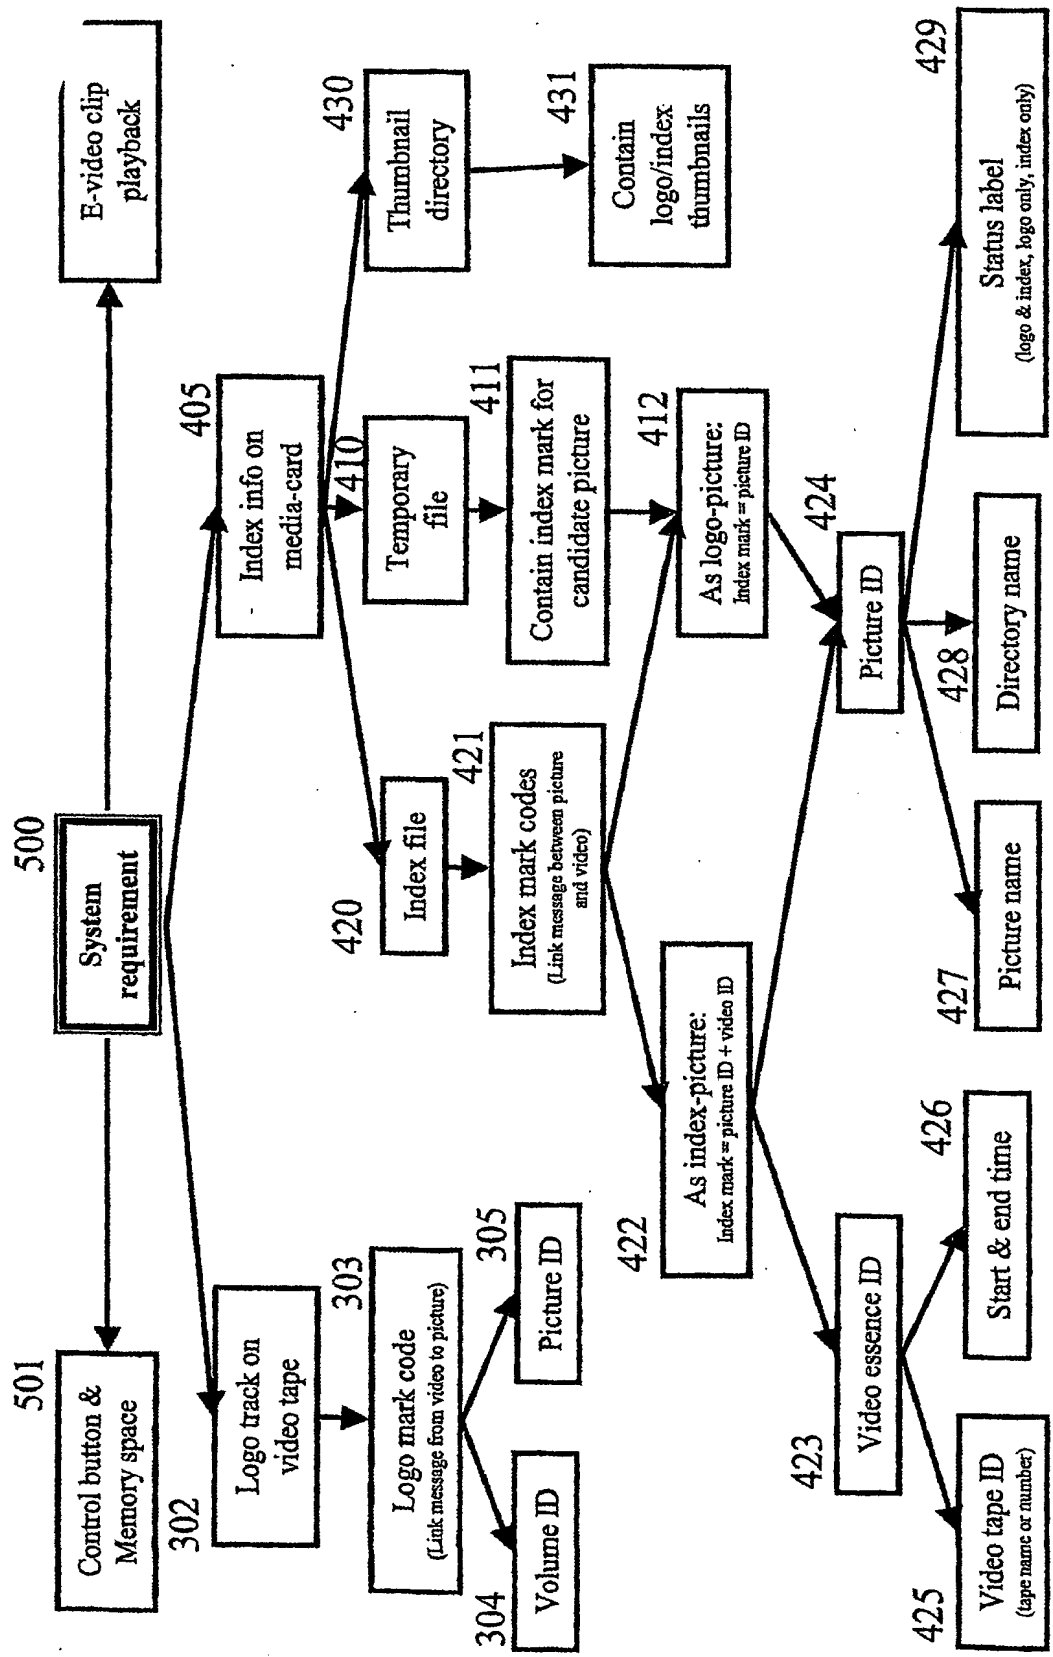 500
501
System
requirement
Control button &
Memory space
E-video clip
playback
302
405
Logo track on
video tape
Index info on
media-card
303
420
410
430
Logo mark code
(Link message from video to picture)
Index file
Temporary
file
Thumbnail
directory
304
305
421
411
431
Volume ID
Picture ID
Index mark codes
(Link message between picture
and video)
Contain index mark for
candidate picture
Contain
logo/index
thumbnails
422
412
As index-picture:
Index mark = picture ID + video ID
As logo-picture:
Index mark = picture ID
423
424
Video essence ID
Picture ID
425
426
427
428
429
Video tape ID
(tape name or number)
Start & end time
Picture name
Directory name
Status label
(logo & index, logo only, index only)